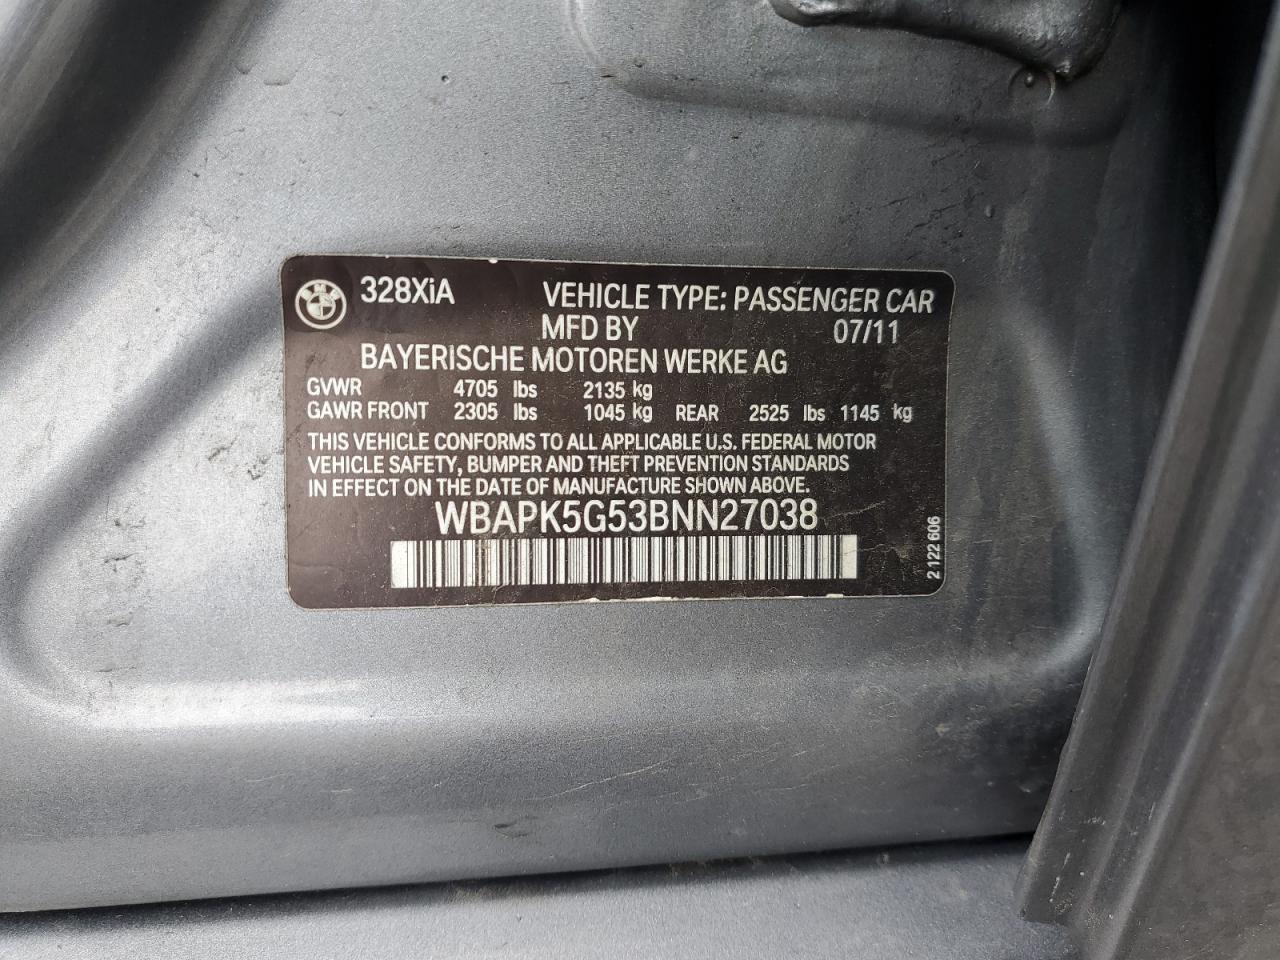 328XiA VEHICLE TYPE: PASSENGER CAR
MFD BY 07/11
BAYERISCHE MOTOREN WERKE AG
GVWR 4705 lbs 2135 kg
GAWR FRONT 2305 lbs 1045 kg REAR 2525 lbs 1145 kg
THIS VEHICLE CONFORMS TO ALL APPLICABLE U.S. FEDERAL MOTOR
VEHICLE SAFETY, BUMPER AND THEFT PREVENTION STANDARDS
IN EFFECT ON THE DATE OF MANUFACTURE SHOWN ABOVE.
WBAPK5G53BNN27038
2 122 606